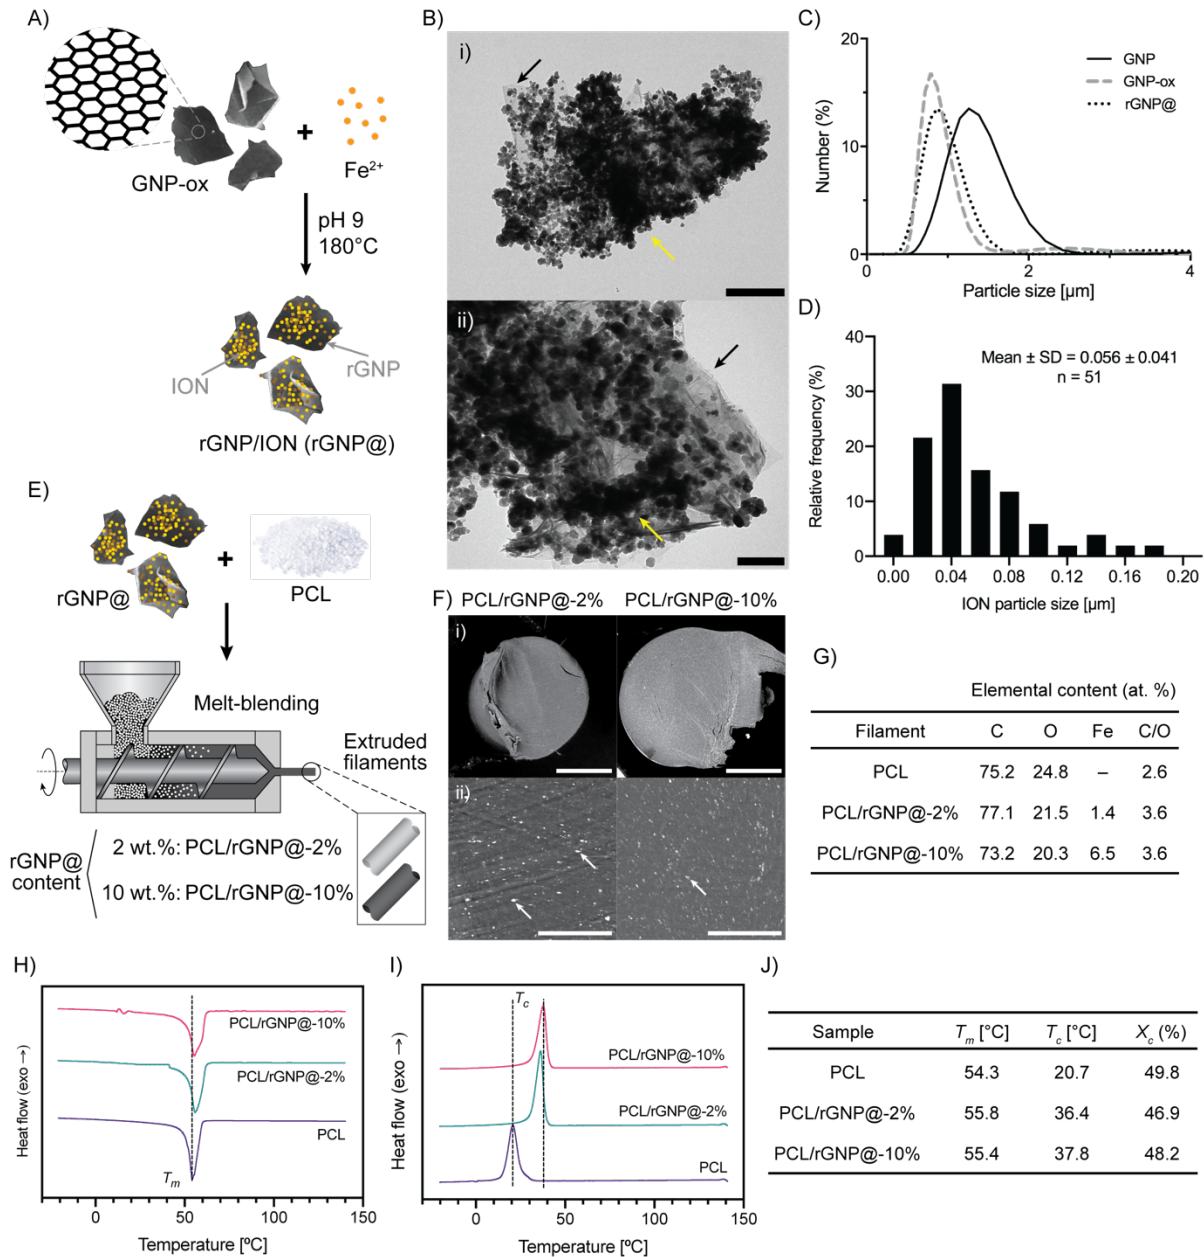 A)
GNP-ox
+
Fe²⁺
pH 9
180°C
ION
rGNP
rGNP/ION (rGNP@)
B)
i)
ii)
C)
Number (%)
20
10
0
0 2 4
Particle size [µm]
GNP
GNP-ox
rGNP@
D)
Relative frequency (%)
40
30
20
10
0
Mean ± SD = 0.056 ± 0.041
n = 51
0.00 0.04 0.08 0.12 0.16 0.20
ION particle size [µm]
E)
rGNP@
+
PCL
Melt-blending
Extruded
filaments
rGNP@
content
2 wt.%: PCL/rGNP@-2%
10 wt.%: PCL/rGNP@-10%
F)
PCL/rGNP@-2% PCL/rGNP@-10%
i)
ii)
G)
Elemental content (at. %)
Filament C O Fe C/O
PCL 75.2 24.8 – 2.6
PCL/rGNP@-2% 77.1 21.5 1.4 3.6
PCL/rGNP@-10% 73.2 20.3 6.5 3.6
H)
Heat flow (exo →)
PCL/rGNP@-10%
PCL/rGNP@-2%
PCL
Tm
0 50 100 150
Temperature [ºC]
I)
Heat flow (exo →)
Tc
PCL/rGNP@-10%
PCL/rGNP@-2%
PCL
0 50 100 150
Temperature [ºC]
J)
Sample Tm [°C] Tc [°C] Xc (%)
PCL 54.3 20.7 49.8
PCL/rGNP@-2% 55.8 36.4 46.9
PCL/rGNP@-10% 55.4 37.8 48.2